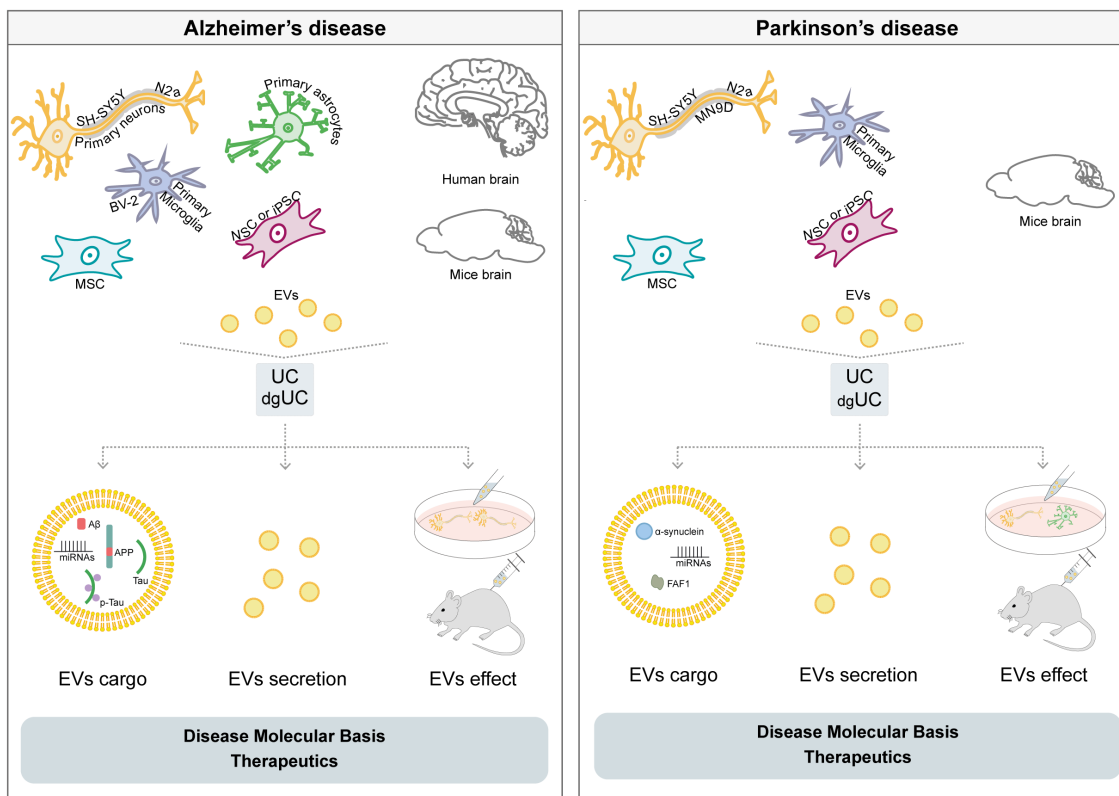 Alzheimer's disease
SH-SY5Y
N2a
Primary neurons
Primary astrocytes
BV-2
Primary
Microglia
Human brain
NSC or iPSC
MSC
Mice brain
EVs
UC
dgUC
Aβ
miRNAs
APP
Tau
p-Tau
EVs cargo
EVs secretion
EVs effect
Disease Molecular Basis
Therapeutics
Parkinson's disease
SH-SY5Y
N2a
MN9D
Primary
Microglia
Mice brain
NSC or iPSC
MSC
EVs
UC
dgUC
α-synuclein
miRNAs
FAF1
EVs cargo
EVs secretion
EVs effect
Disease Molecular Basis
Therapeutics